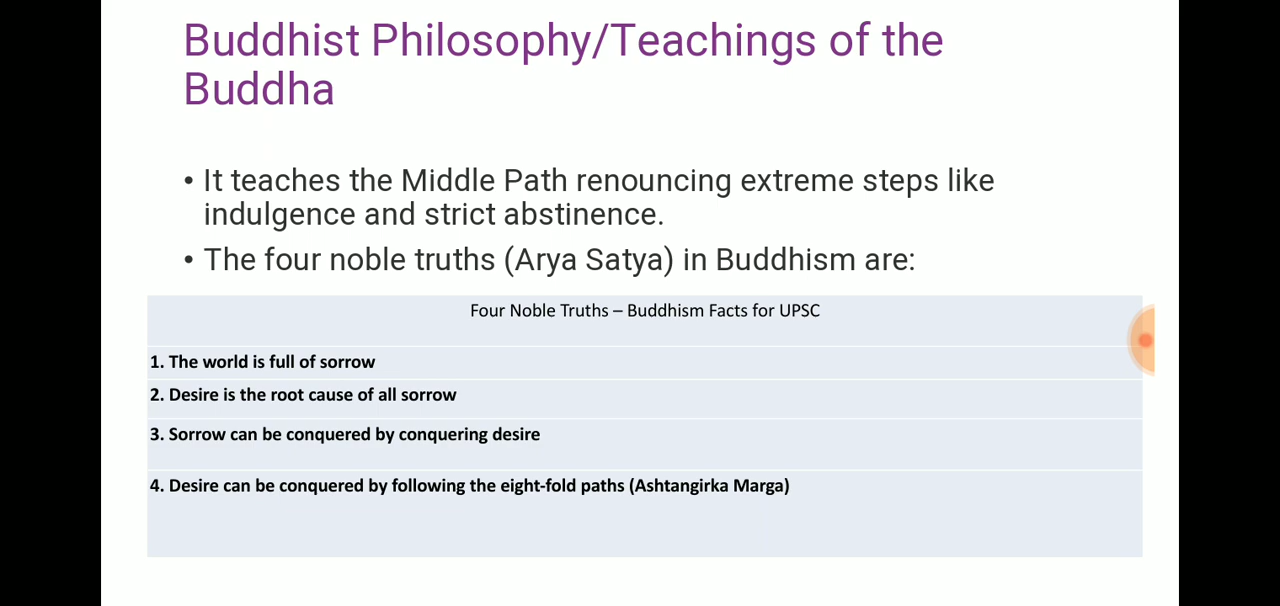 Buddhist Philosophy/Teachings of the
Buddha
• It teaches the Middle Path renouncing extreme steps like
indulgence and strict abstinence.
• The four noble truths (Arya Satya) in Buddhism are:
Four Noble Truths – Buddhism Facts for UPSC
1. The world is full of sorrow
2. Desire is the root cause of all sorrow
3. Sorrow can be conquered by conquering desire
4. Desire can be conquered by following the eight-fold paths (Ashtangirka Marga)